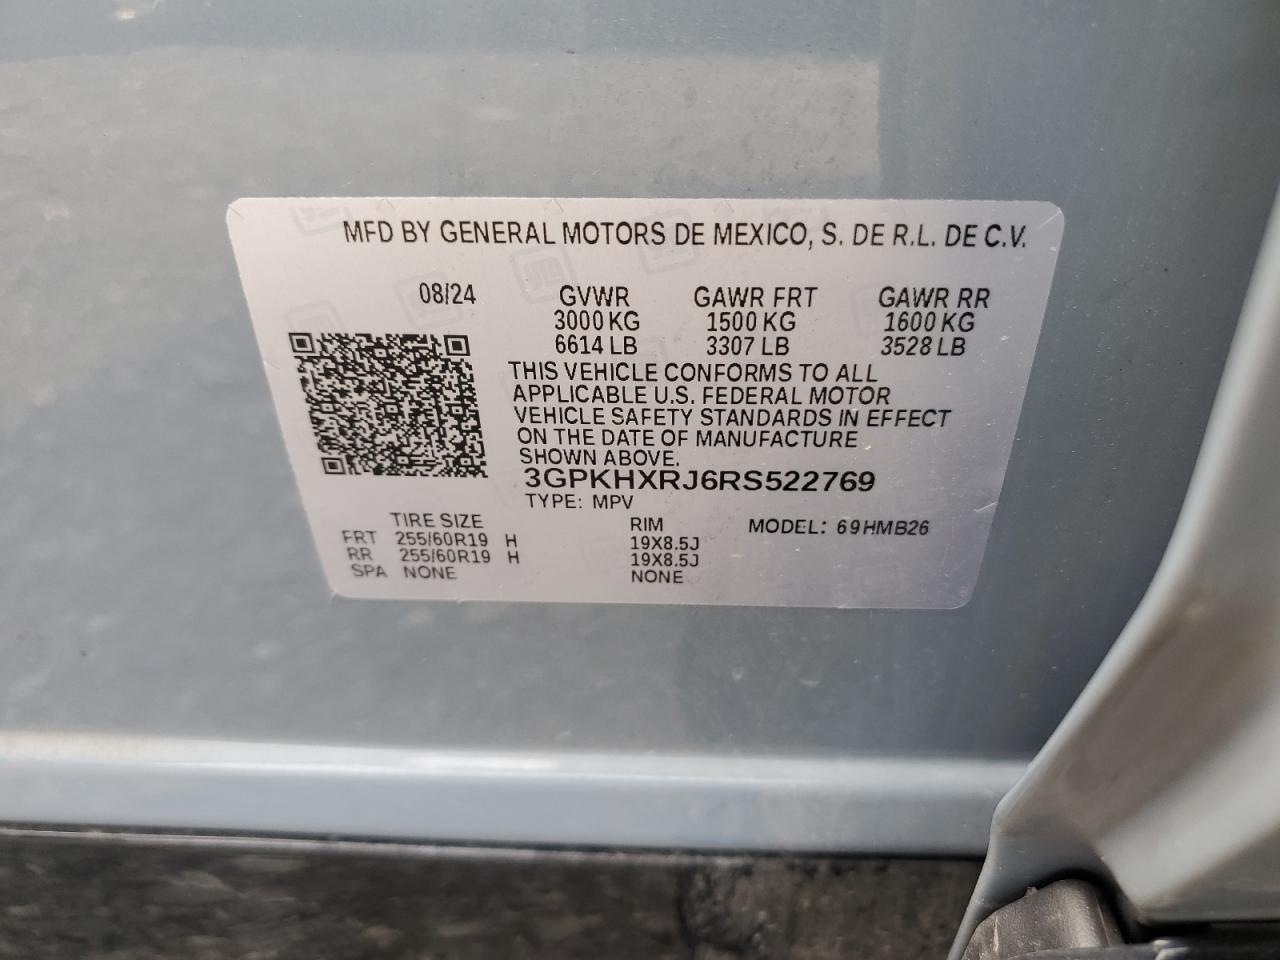 MFD BY GENERAL MOTORS DE MEXICO, S. DE R.L. DE C.V.
08/24 GVWR GAWR FRT GAWR RR
3000 KG 1500 KG 1600 KG
6614 LB 3307 LB 3528 LB
THIS VEHICLE CONFORMS TO ALL
APPLICABLE U.S. FEDERAL MOTOR
VEHICLE SAFETY STANDARDS IN EFFECT
ON THE DATE OF MANUFACTURE
SHOWN ABOVE.
3GPKHXRJ6RS522769
TYPE: MPV
TIRE SIZE RIM MODEL: 69HMB26
FRT 255/60R19 H 19X8.5J
RR 255/60R19 H 19X8.5J
SPA NONE NONE